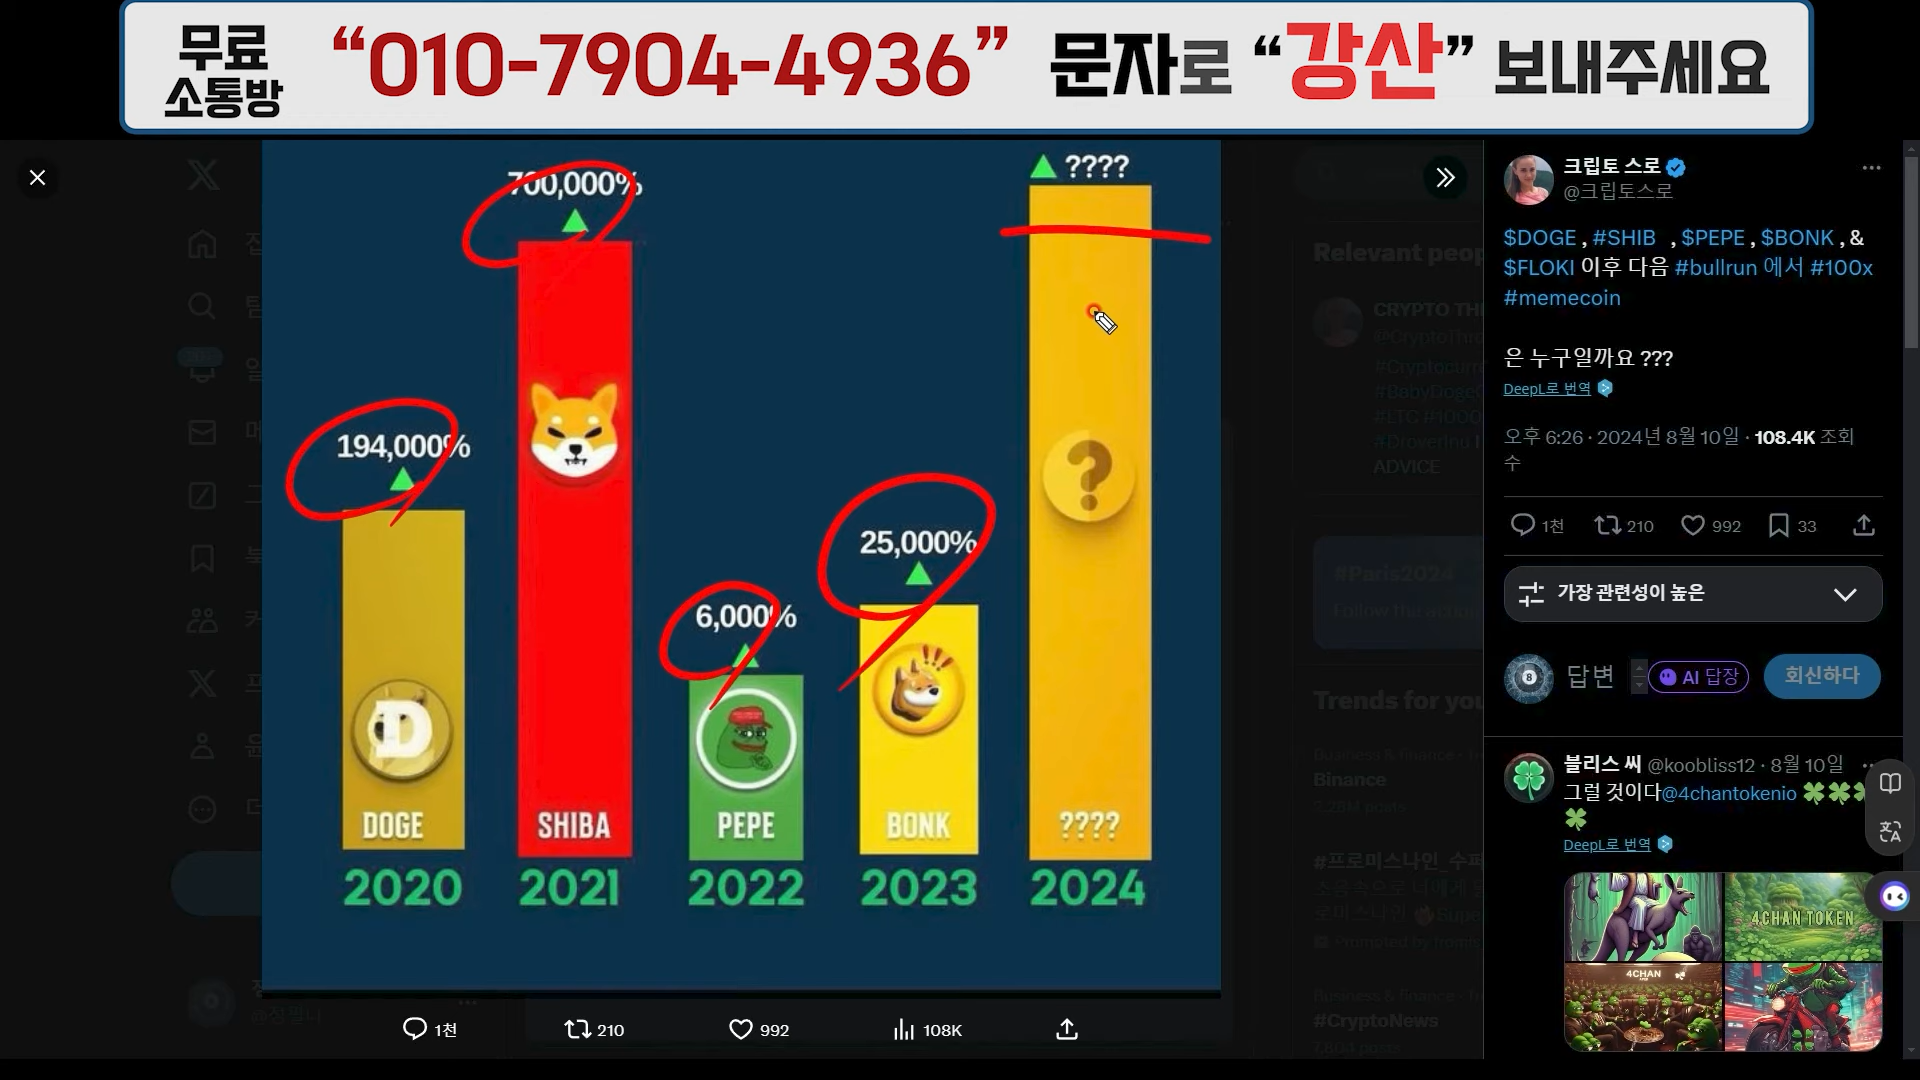 무료
소통방
“010-7904-4936” 문자로 “강산” 보내주세요
700,000%
194,000%
6,000%
25,000%
????
DOGE
SHIBA
PEPE
BONK
????
2020
2021
2022
2023
2024
1천
210
992
108K
크립토 스로
@크립토스로
$DOGE , #SHIB , $PEPE , $BONK , &
$FLOKI 이후 다음 #bullrun 에서 #100x
#memecoin
은 누구일까요 ???
DeepL로 번역
오후 6:26 · 2024년 8월 10일 · 108.4K 조회
수
1천
210
992
33
가장 관련성이 높은
답변
AI 답장
회신하다
블리스 씨 @koobliss12 · 8월 10일
그럴 것이다@4chantokenio
DeepL로 번역
4CHAN TOKEN
4CHAN
Relevant peop
CRYPTO TH
@CryptoThro
#Cryptocurr
#BabyDoge
ADVICE
#Paris2024
Trends for you
Binance
#CryptoNews